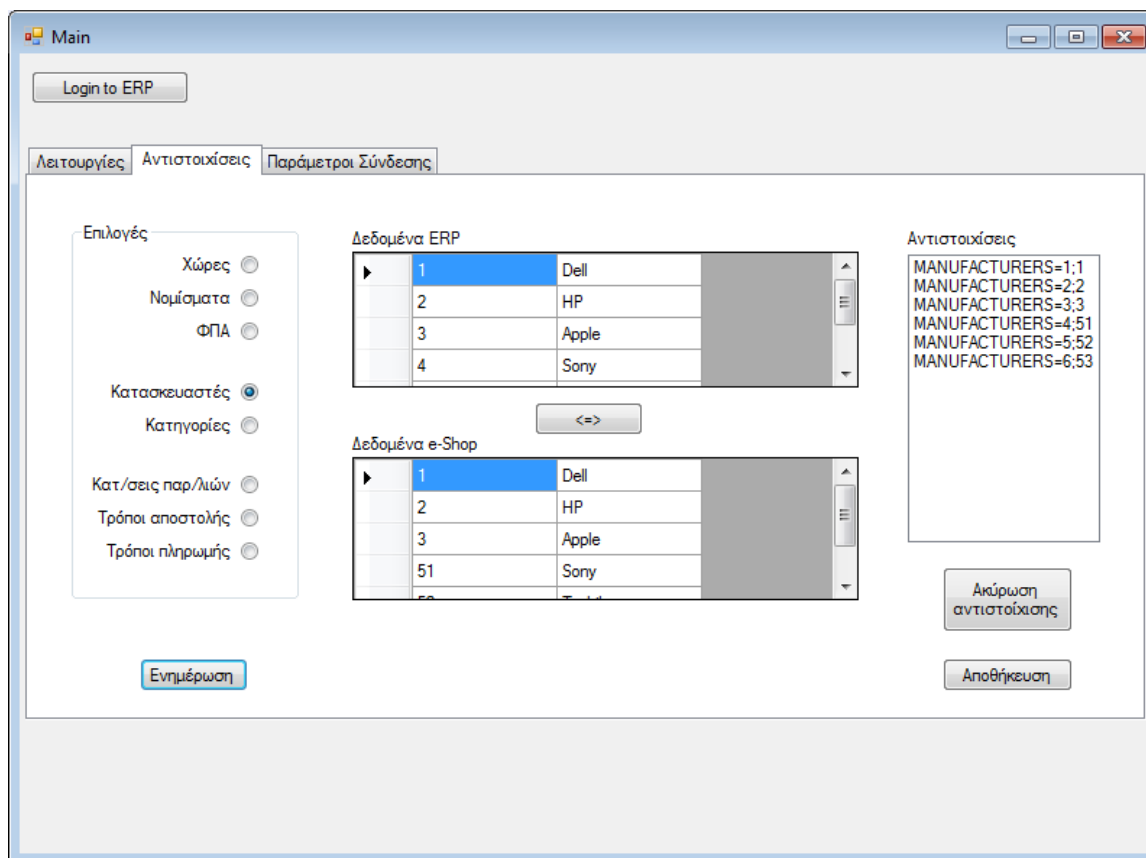 Main
Login to ERP
Λειτουργίες Αντιστοιχίσεις Παράμετροι Σύνδεσης
Επιλογές
Χώρες
Νομίσματα
ΦΠΑ
Κατασκευαστές
Κατηγορίες
Κατ/σεις παρ/λιών
Τρόποι αποστολής
Τρόποι πληρωμής
Ενημέρωση
Δεδομένα ERP
1 Dell
2 HP
3 Apple
4 Sony
<=>
Δεδομένα e-Shop
1 Dell
2 HP
3 Apple
51 Sony
Αντιστοιχίσεις
MANUFACTURERS=1;1
MANUFACTURERS=2;2
MANUFACTURERS=3;3
MANUFACTURERS=4;51
MANUFACTURERS=5;52
MANUFACTURERS=6;53
Ακύρωση
αντιστοίχισης
Αποθήκευση